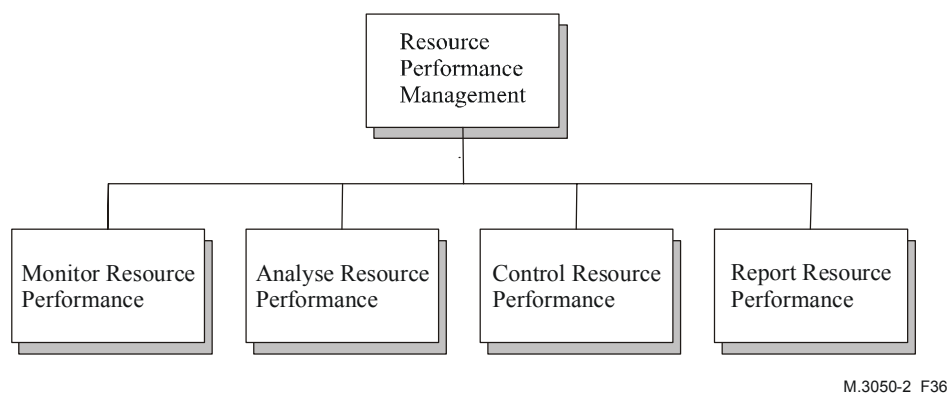 Resource
Performance
Management
Monitor Resource
Performance
Analyse Resource
Performance
Control Resource
Performance
Report Resource
Performance
M.3050-2 F36